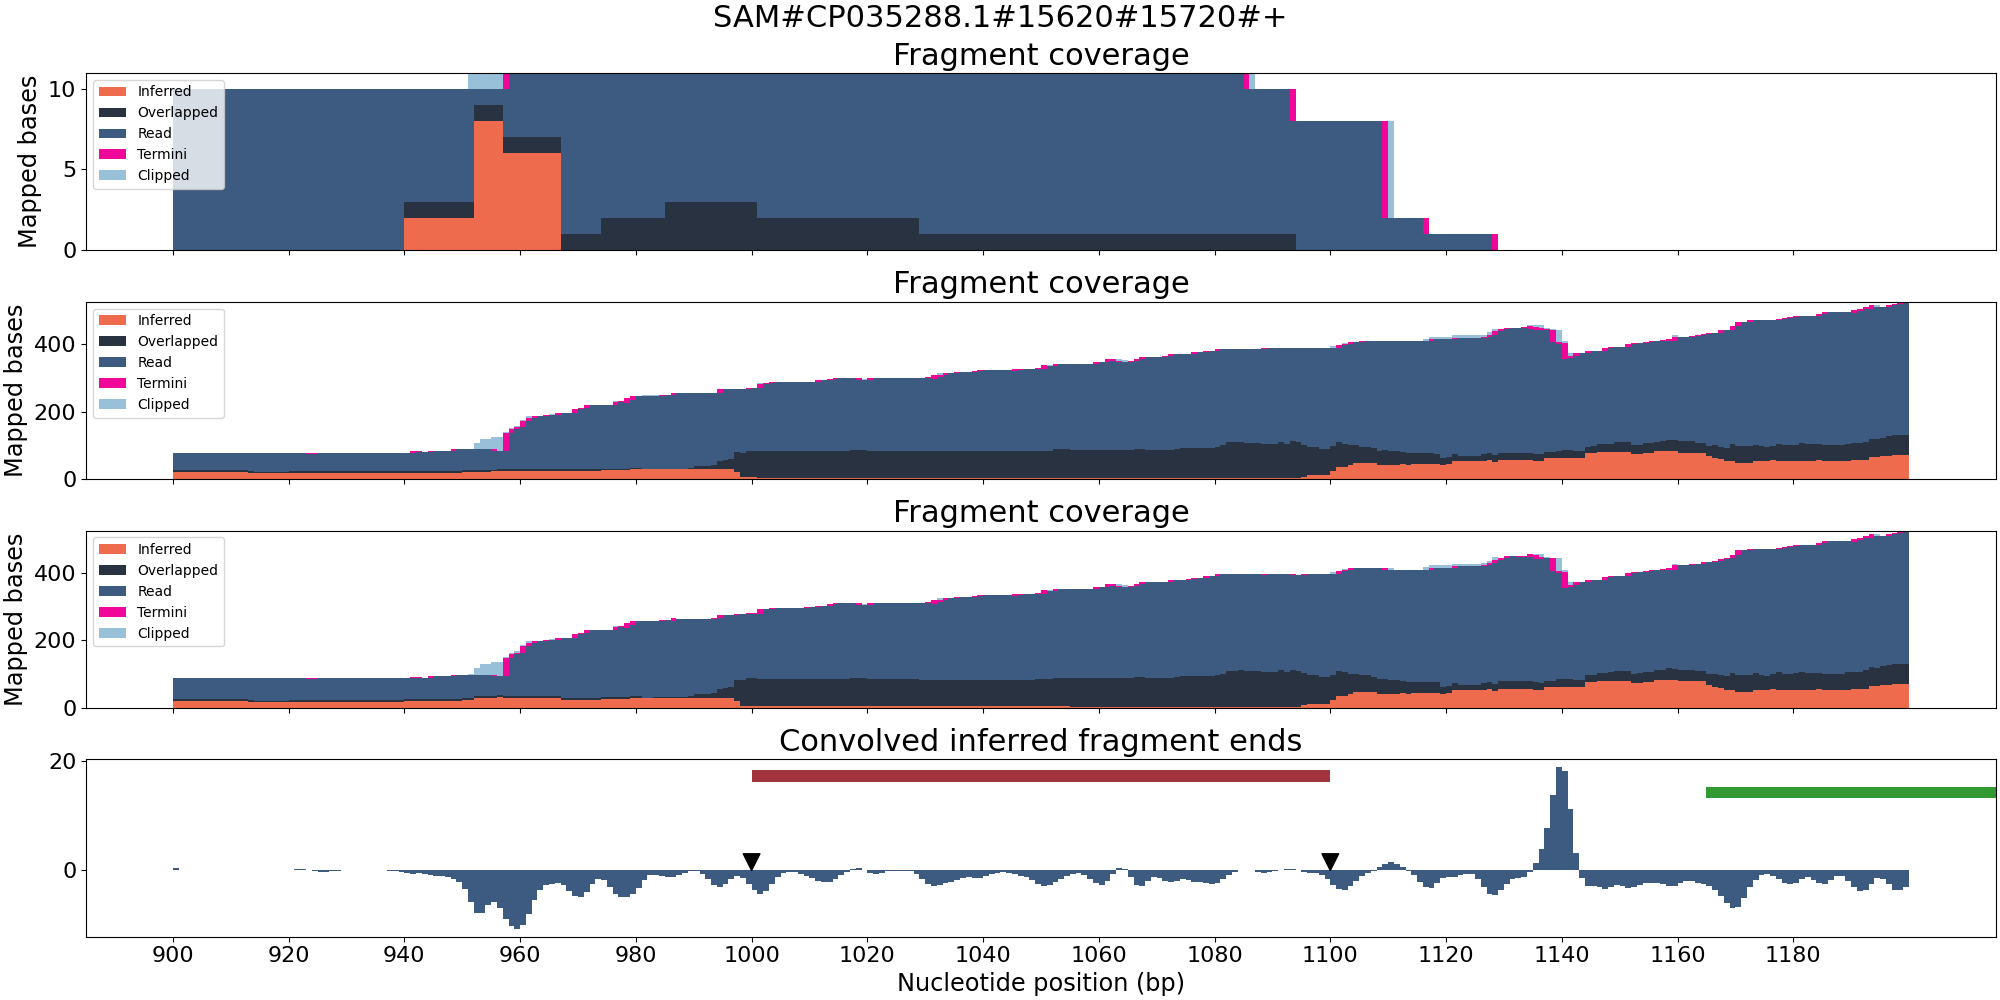 SAM#CP035288.1#15620#15720#+
Fragment coverage
Mapped bases
10
5
0
Inferred
Overlapped
Read
Termini
Clipped
Fragment coverage
Mapped bases
400
200
0
Inferred
Overlapped
Read
Termini
Clipped
Fragment coverage
Mapped bases
400
200
0
Inferred
Overlapped
Read
Termini
Clipped
Convolved inferred fragment ends
20
0
900 920 940 960 980 1000 1020 1040 1060 1080 1100 1120 1140 1160 1180
Nucleotide position (bp)